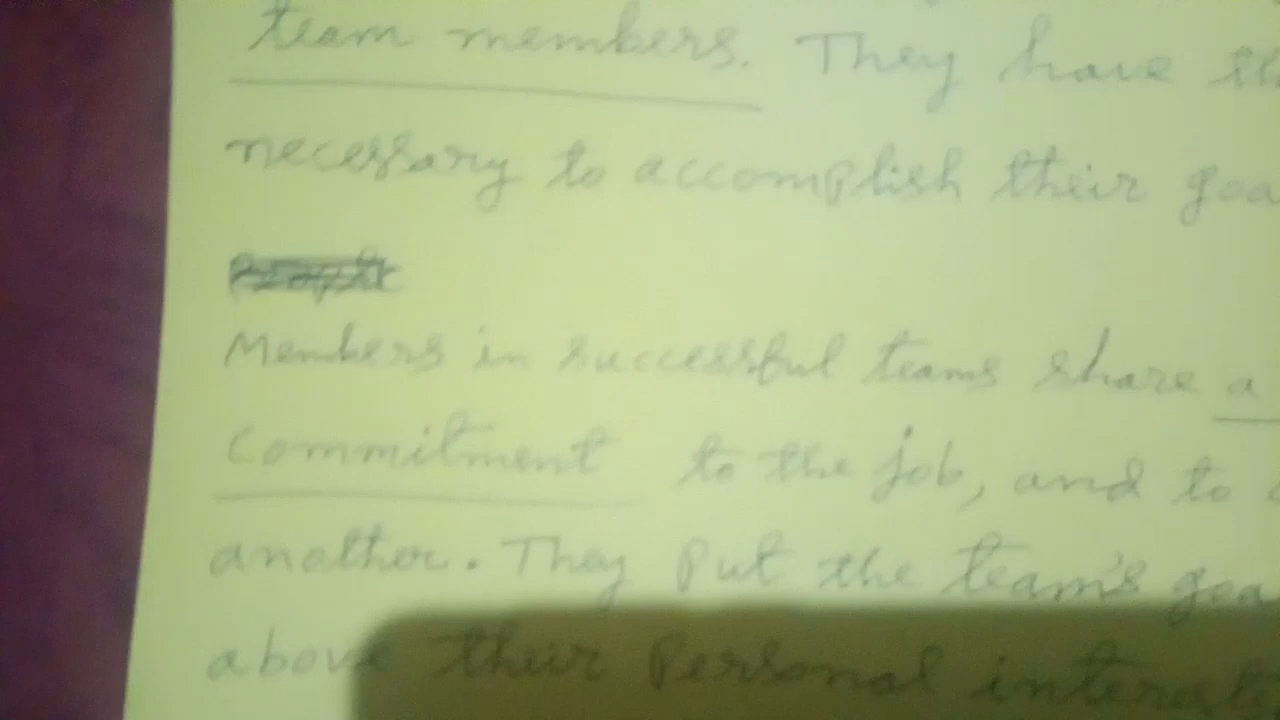 team members. They have
necessary to accomplish their
Members in successful teams share a
commitment to the job, and to
another. They put the team's
above their personal